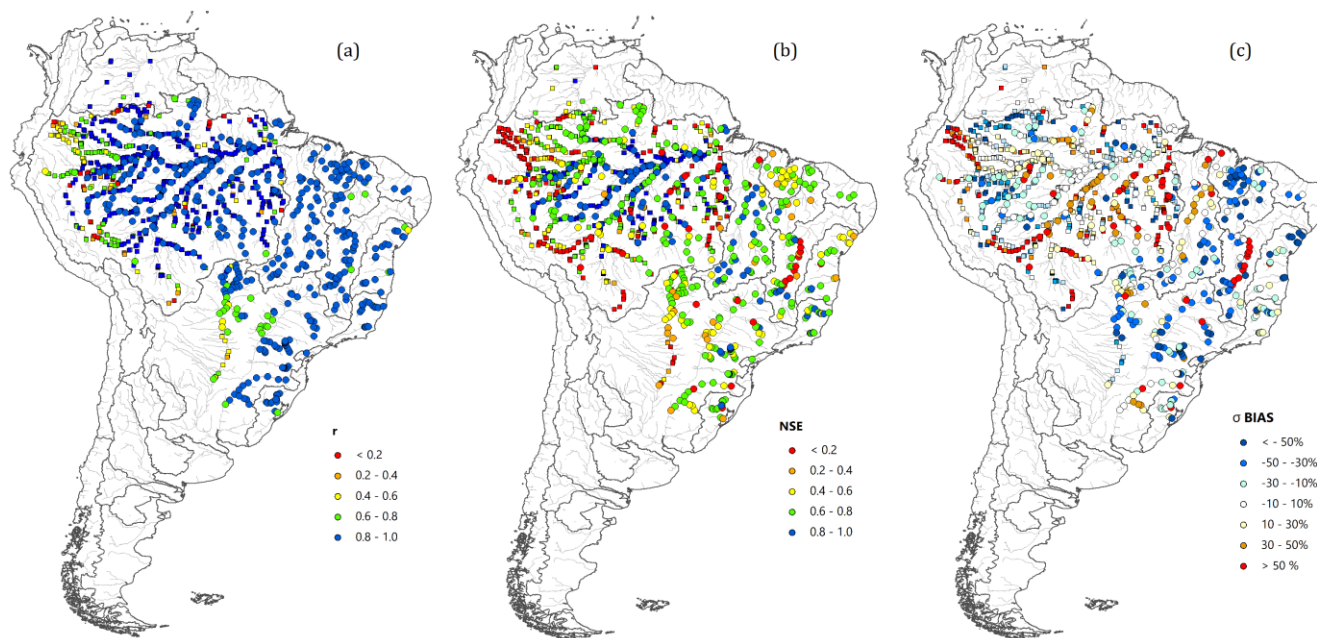 (a)
r
< 0.2
0.2 - 0.4
0.4 - 0.6
0.6 - 0.8
0.8 - 1.0
(b)
NSE
< 0.2
0.2 - 0.4
0.4 - 0.6
0.6 - 0.8
0.8 - 1.0
(c)
σ BIAS
< - 50%
-50 - -30%
-30 - -10%
-10 - 10%
10 - 30%
30 - 50%
> 50 %